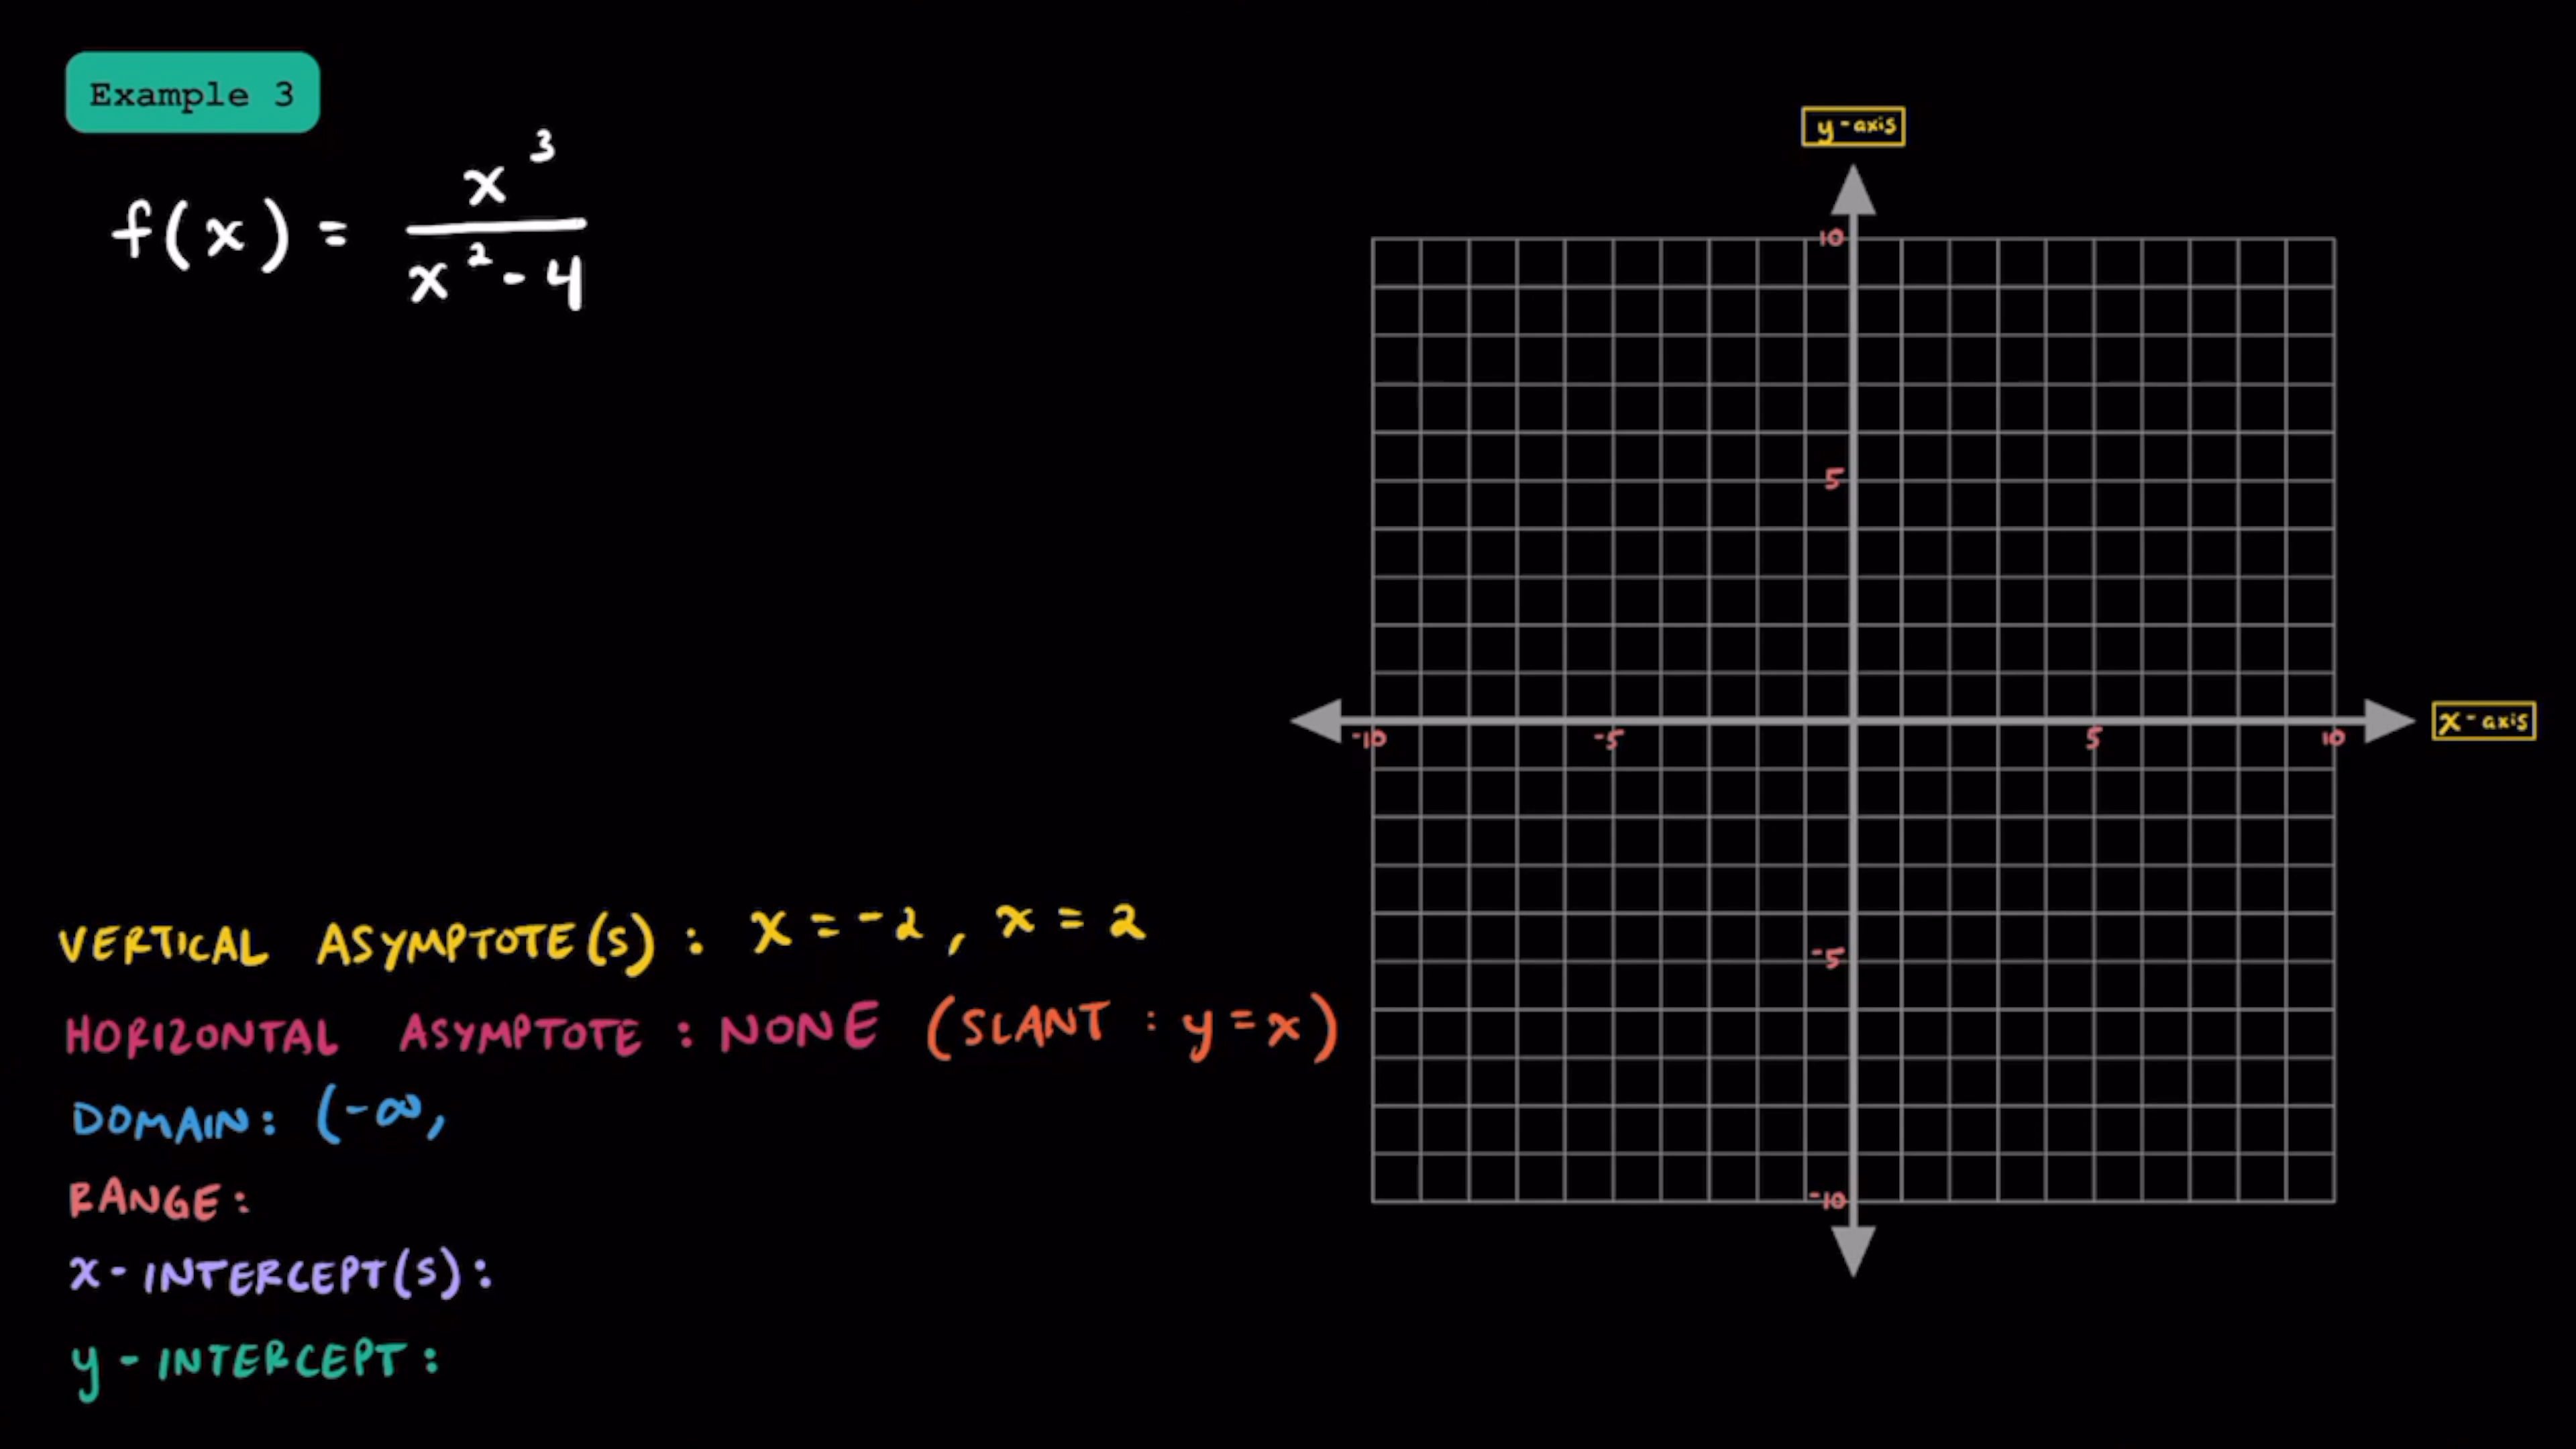 Example 3
f(x) = x³ / x² - 4
VERTICAL ASYMPTOTE(S) : x = -2 , x = 2
HORIZONTAL ASYMPTOTE : NONE (SLANT : y = x)
DOMAIN: (-∞,
RANGE:
x - INTERCEPT(S):
y - INTERCEPT:
y-axis
10
5
-10 -5 5 10
x-axis
-5
-10